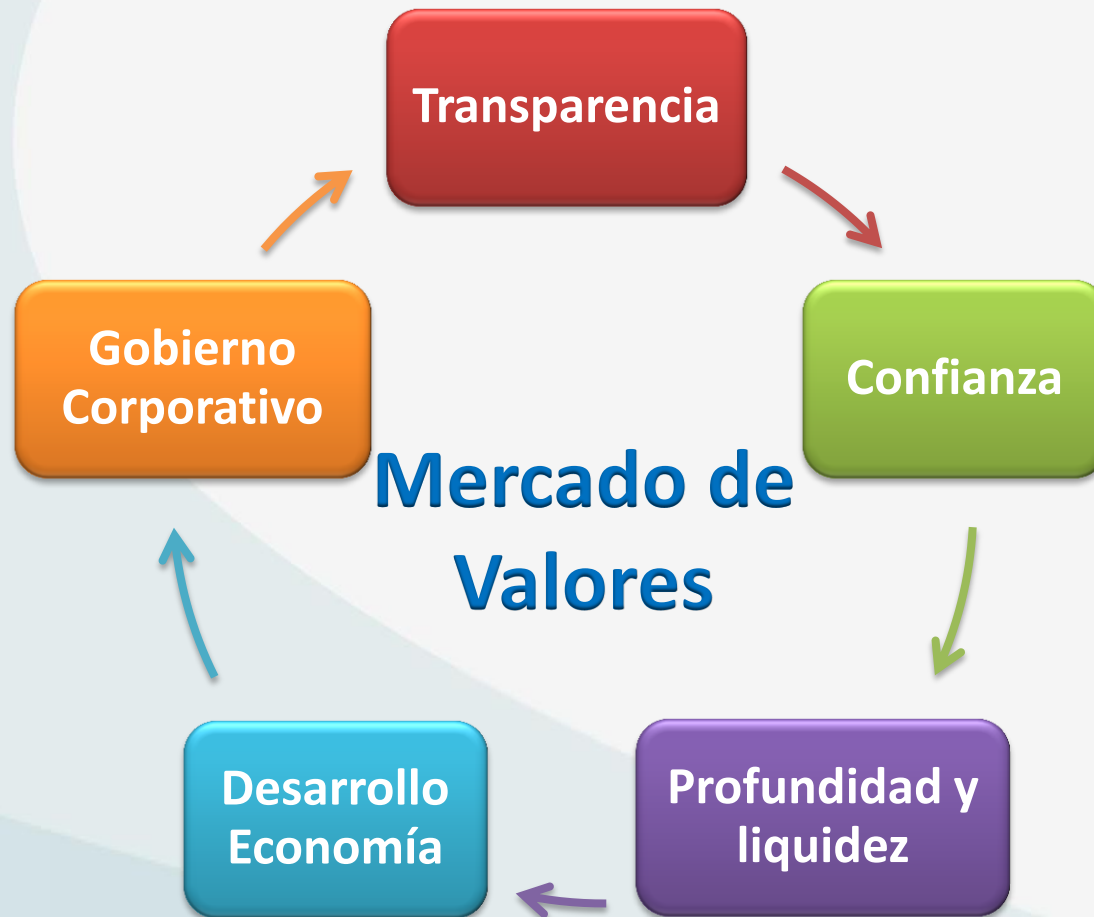 Transparencia
Gobierno
Corporativo
Confianza
Mercado de
Valores
Desarrollo
Economía
Profundidad y
liquidez